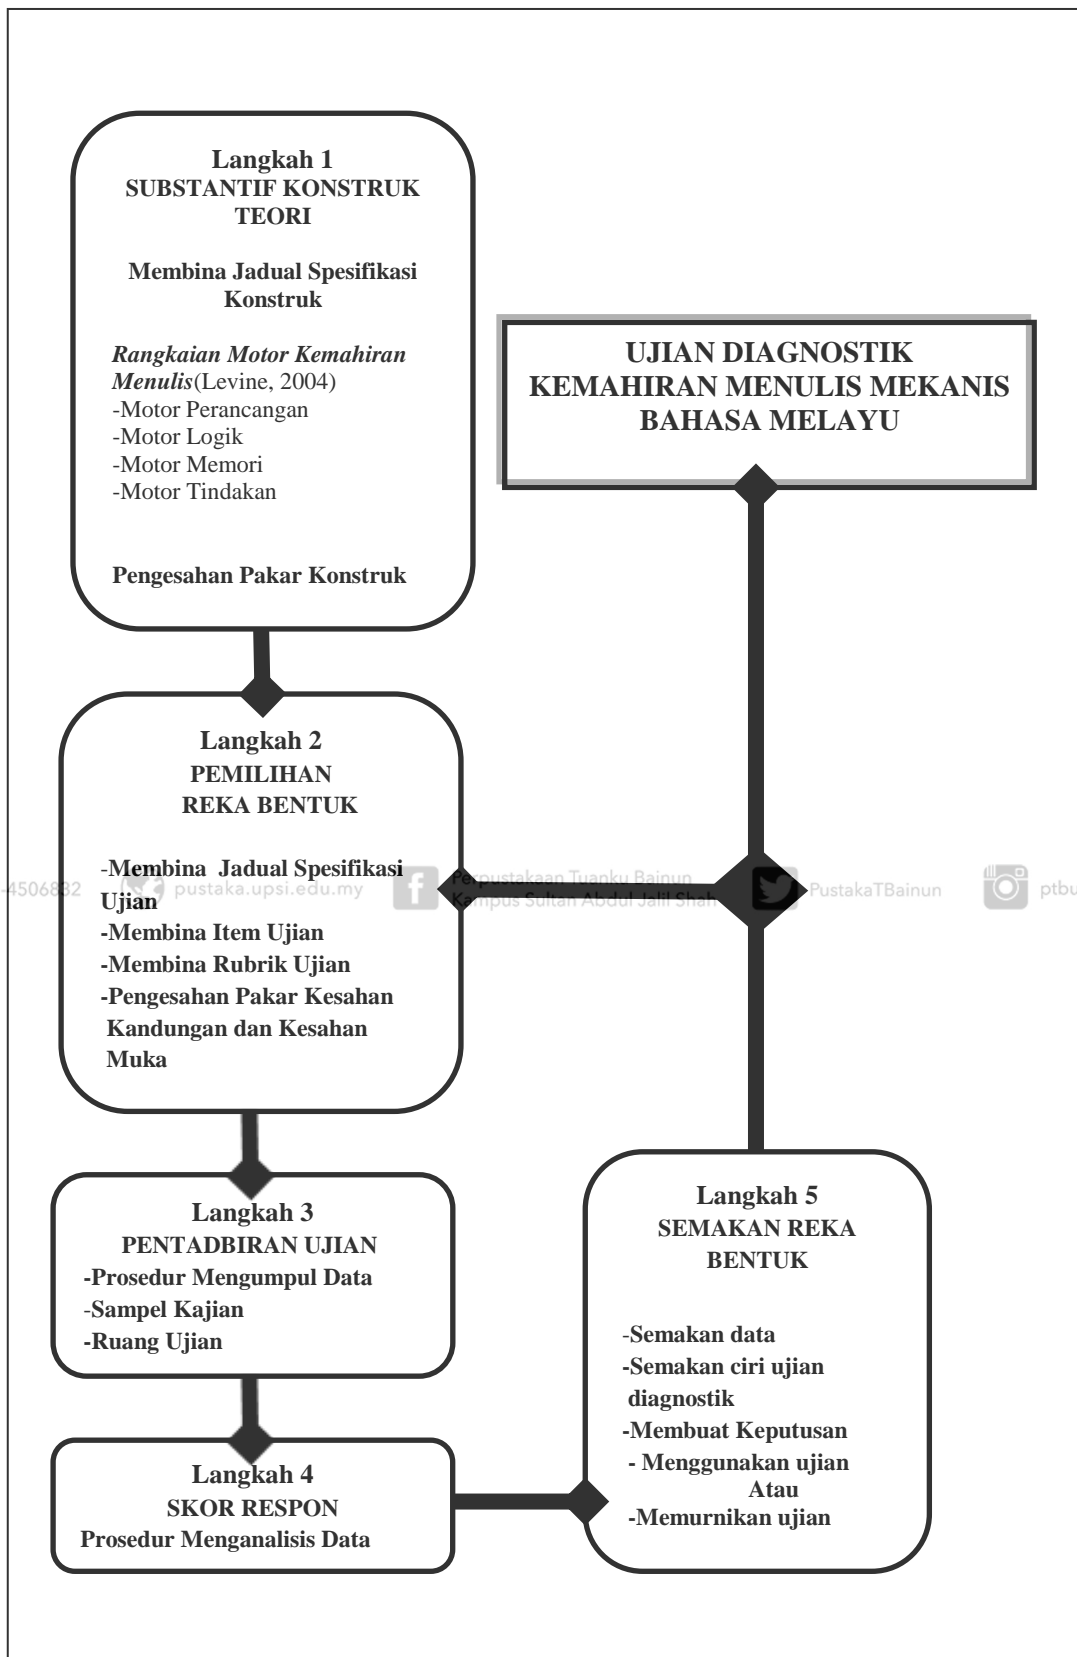 Langkah 1
SUBSTANTIF KONSTRUK
TEORI
Membina Jadual Spesifikasi
Konstruk
Rangkaian Motor Kemahiran
Menulis(Levine, 2004)
-Motor Perancangan
-Motor Logik
-Motor Memori
-Motor Tindakan
Pengesahan Pakar Konstruk
UJIAN DIAGNOSTIK
KEMAHIRAN MENULIS MEKANIS
BAHASA MELAYU
Langkah 2
PEMILIHAN
REKA BENTUK
-Membina Jadual Spesifikasi
Ujian
-Membina Item Ujian
-Membina Rubrik Ujian
-Pengesahan Pakar Kesahan
Kandungan dan Kesahan
Muka
-4506832
pustaka.upsi.edu.my
Perpustakaan Tuanku Bainun
Kampus Sultan Abdul Jalil Shah
PustakaTBainun
ptbu
Langkah 3
PENTADBIRAN UJIAN
-Prosedur Mengumpul Data
-Sampel Kajian
-Ruang Ujian
Langkah 4
SKOR RESPON
Prosedur Menganalisis Data
Langkah 5
SEMAKAN REKA
BENTUK
-Semakan data
-Semakan ciri ujian
diagnostik
-Membuat Keputusan
- Menggunakan ujian
Atau
-Memurnikan ujian